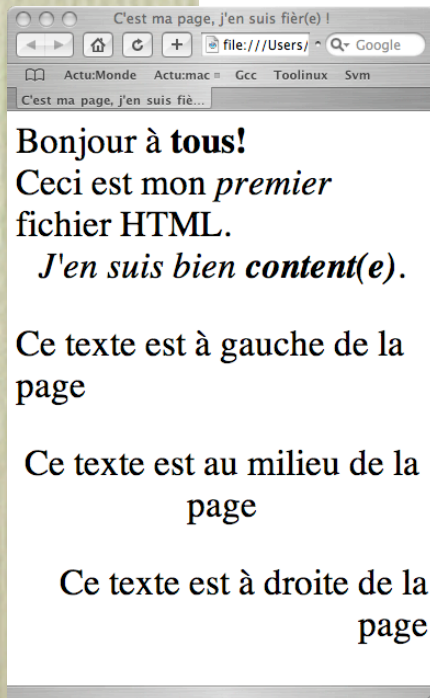 C'est ma page, j'en suis fièr(e) !
file:///Users/ Google
Actu:Monde Actu:mac Gcc Toolinux Svm
C'est ma page, j'en suis fiè...
Bonjour à tous!
Ceci est mon premier
fichier HTML.
J'en suis bien content(e).
Ce texte est à gauche de la
page
Ce texte est au milieu de la
page
Ce texte est à droite de la
page